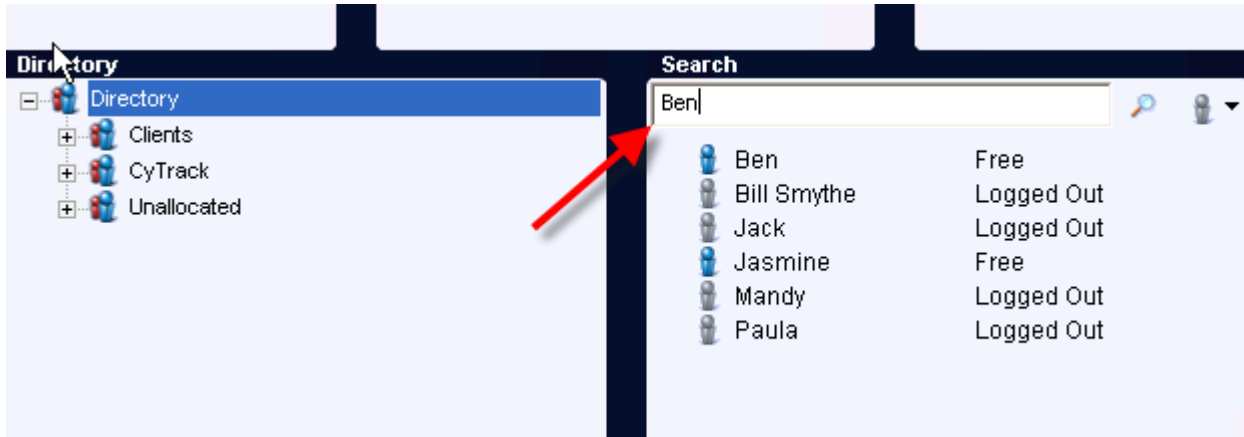 Directory
Directory
Clients
CyTrack
Unallocated
Search
Ben
Ben Free
Bill Smythe Logged Out
Jack Logged Out
Jasmine Free
Mandy Logged Out
Paula Logged Out